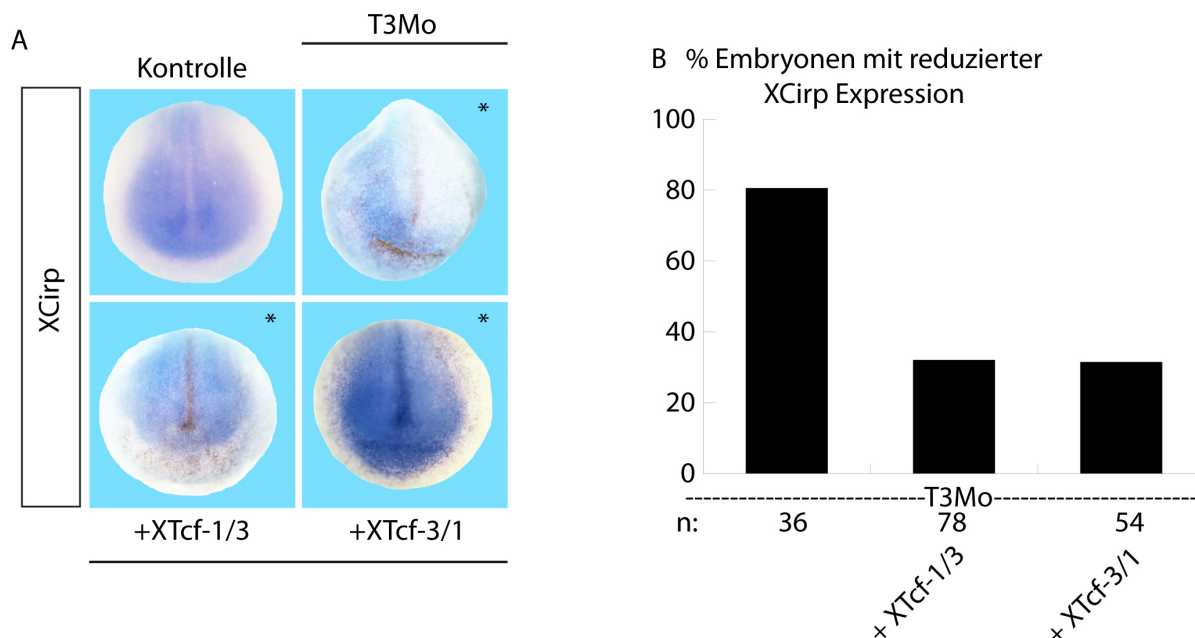 A
T3Mo
Kontrolle
*
XCirp
*
*
+XTcf-1/3
+XTcf-3/1
B % Embryonen mit reduzierter
XCirp Expression
100
80
60
40
20
0
T3Mo
n: 36 78 54
+ XTcf-1/3
+ XTcf-3/1